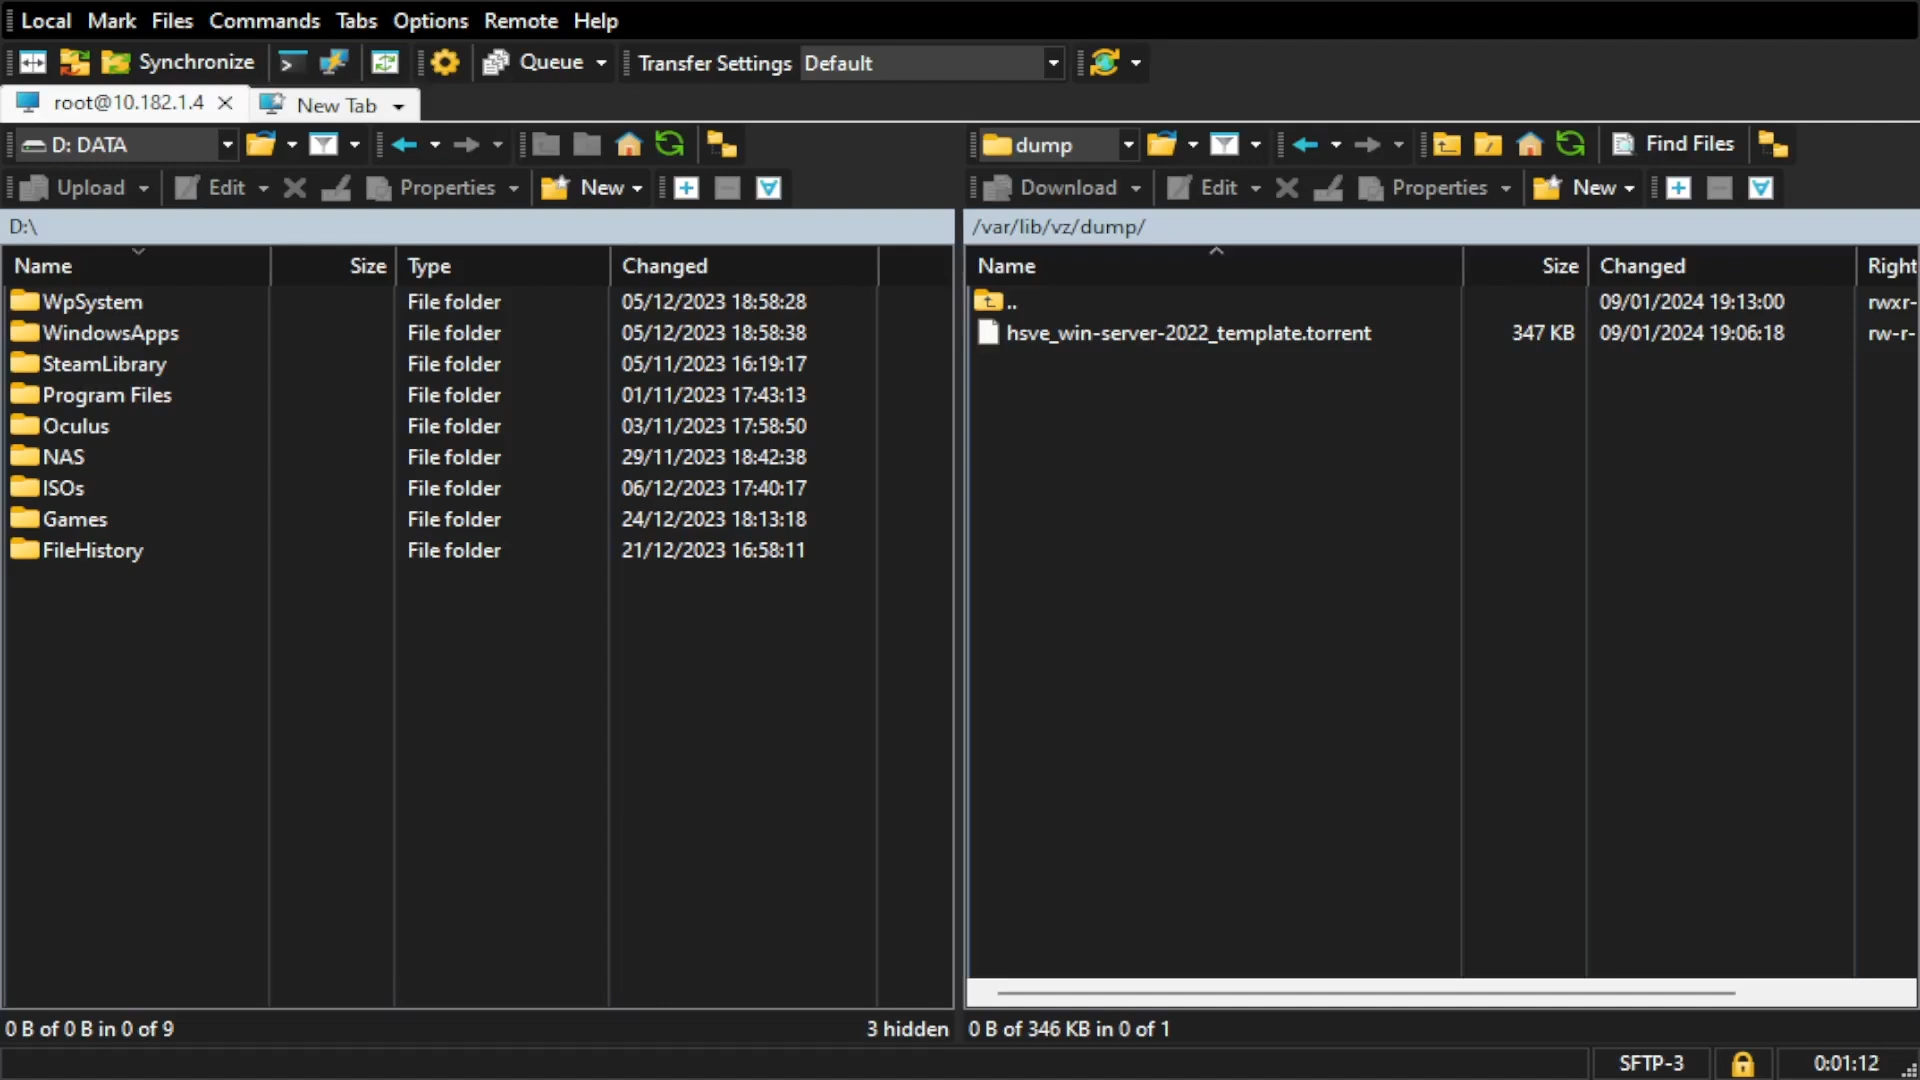 Local Mark Files Commands Tabs Options Remote Help
Synchronize Queue Transfer Settings Default
root@10.182.1.4 New Tab
D: DATA
Upload Edit Properties New
D:\
Name Size Type Changed
WpSystem File folder 05/12/2023 18:58:28
WindowsApps File folder 05/12/2023 18:58:38
SteamLibrary File folder 05/11/2023 16:19:17
Program Files File folder 01/11/2023 17:43:13
Oculus File folder 03/11/2023 17:58:50
NAS File folder 29/11/2023 18:42:38
ISOs File folder 06/12/2023 17:40:17
Games File folder 24/12/2023 18:13:18
FileHistory File folder 21/12/2023 16:58:11
0 B of 0 B in 0 of 9 3 hidden
dump Find Files
Download Edit Properties New
/var/lib/vz/dump/
Name Size Changed Right
.. 09/01/2024 19:13:00 rwxr-
hsve_win-server-2022_template.torrent 347 KB 09/01/2024 19:06:18 rw-r-
0 B of 346 KB in 0 of 1
SFTP-3 0:01:12